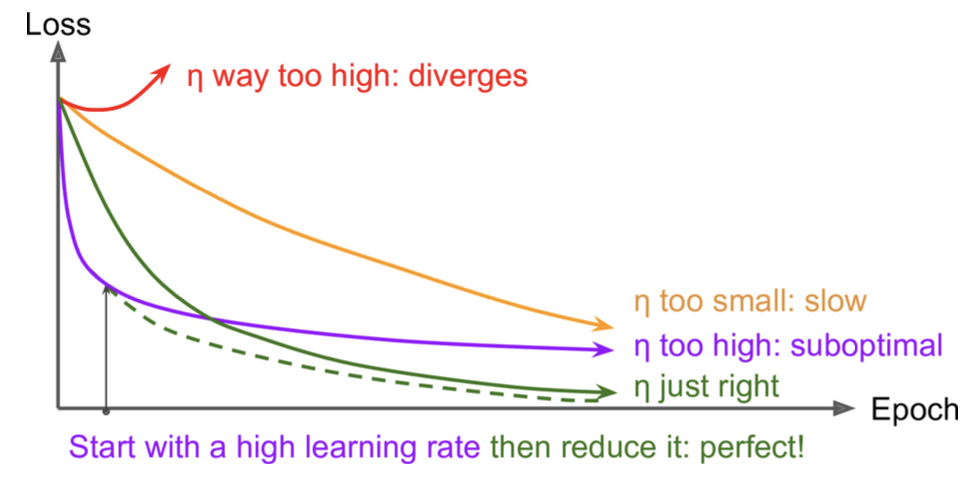 Loss
η way too high: diverges
η too small: slow
η too high: suboptimal
η just right
Epoch
Start with a high learning rate then reduce it: perfect!